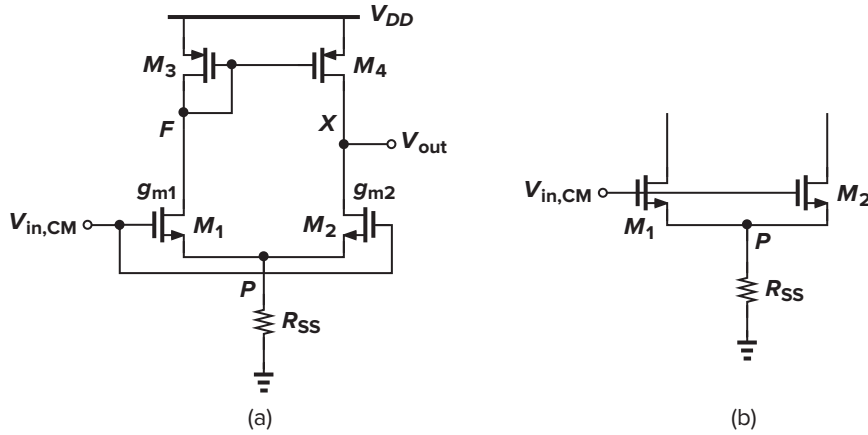 V_DD
M_3
M_4
F
X
V_out
g_m1
g_m2
V_in,CM
M_1
M_2
P
R_SS
(a)
V_in,CM
M_1
M_2
P
R_SS
(b)